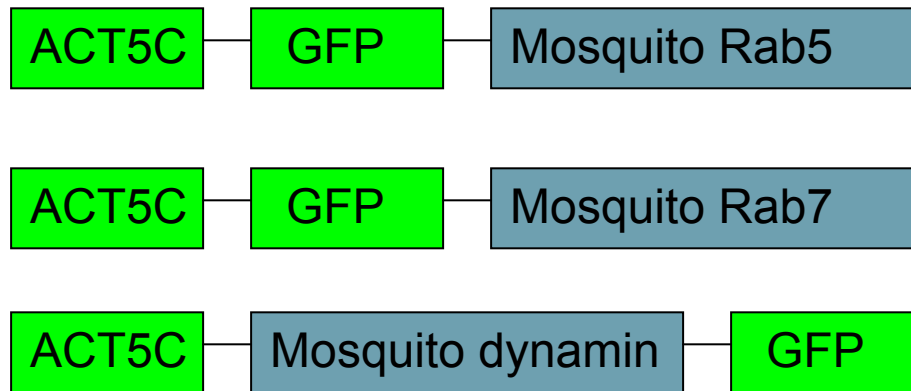 ACT5C GFP Mosquito Rab5
ACT5C GFP Mosquito Rab7
ACT5C Mosquito dynamin GFP